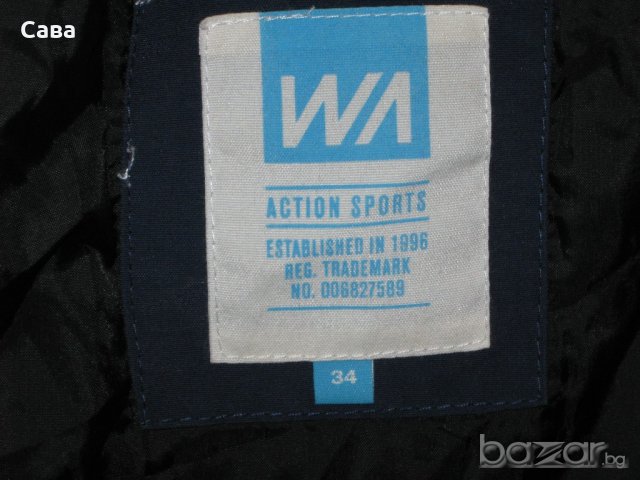 Сава
WA
ACTION SPORTS
ESTABLISHED IN 1996
REG. TRADEMARK
NO. 006827589
34
bazar.bg